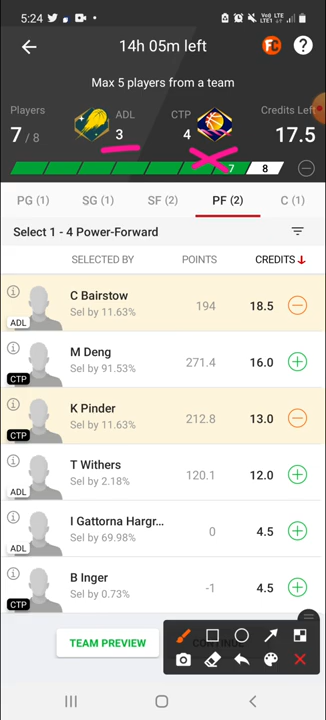 5:24
Vo) LTE
LTE1
14h 05m left
FC
?
Max 5 players from a team
Players
7 / 8
ADL
3
CTP
4
Credits Left
17.5
7
8
PG (1)
SG (1)
SF (2)
PF (2)
C (1)
Select 1 - 4 Power-Forward
SELECTED BY
POINTS
CREDITS
C Bairstow
Sel by 11.63%
194
18.5
ADL
M Deng
Sel by 91.53%
271.4
16.0
CTP
K Pinder
Sel by 11.63%
212.8
13.0
CTP
T Withers
Sel by 2.18%
120.1
12.0
ADL
I Gattorna Hargr...
Sel by 69.98%
0
4.5
ADL
B Inger
Sel by 0.73%
-1
4.5
CTP
TEAM PREVIEW